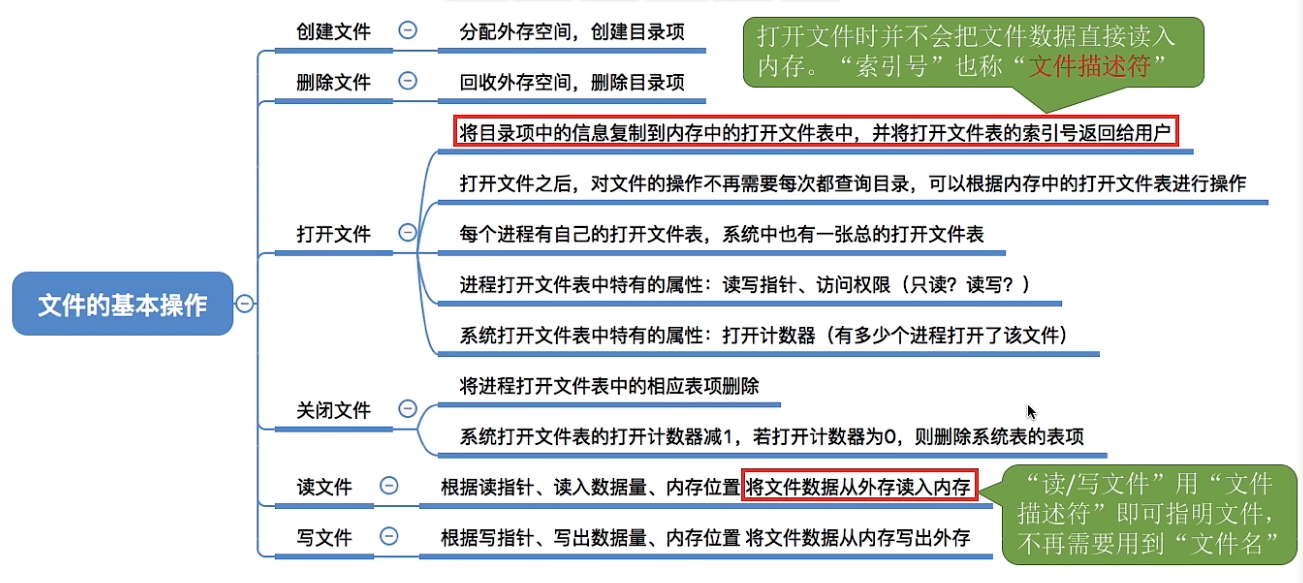 创建文件
分配外存空间，创建目录项
打开文件时并不会把文件数据直接读入
内存。“索引号”也称“文件描述符”
删除文件
回收外存空间，删除目录项
将目录项中的信息复制到内存中的打开文件表中，并将打开文件表的索引号返回给用户
打开文件之后，对文件的操作不再需要每次都查询目录，可以根据内存中的打开文件表进行操作
打开文件
每个进程有自己的打开文件表，系统中也有一张总的打开文件表
进程打开文件表中特有的属性：读写指针、访问权限（只读？读写？）
文件的基本操作
系统打开文件表中特有的属性：打开计数器（有多少个进程打开了该文件）
将进程打开文件表中的相应表项删除
关闭文件
系统打开文件表的打开计数器减1，若打开计数器为0，则删除系统表的表项
读文件
根据读指针、读入数据量、内存位置 将文件数据从外存读入内存
“读/写文件”用“文件
描述符”即可指明文件，
不再需要用到“文件名”
写文件
根据写指针、写出数据量、内存位置 将文件数据从内存写出外存